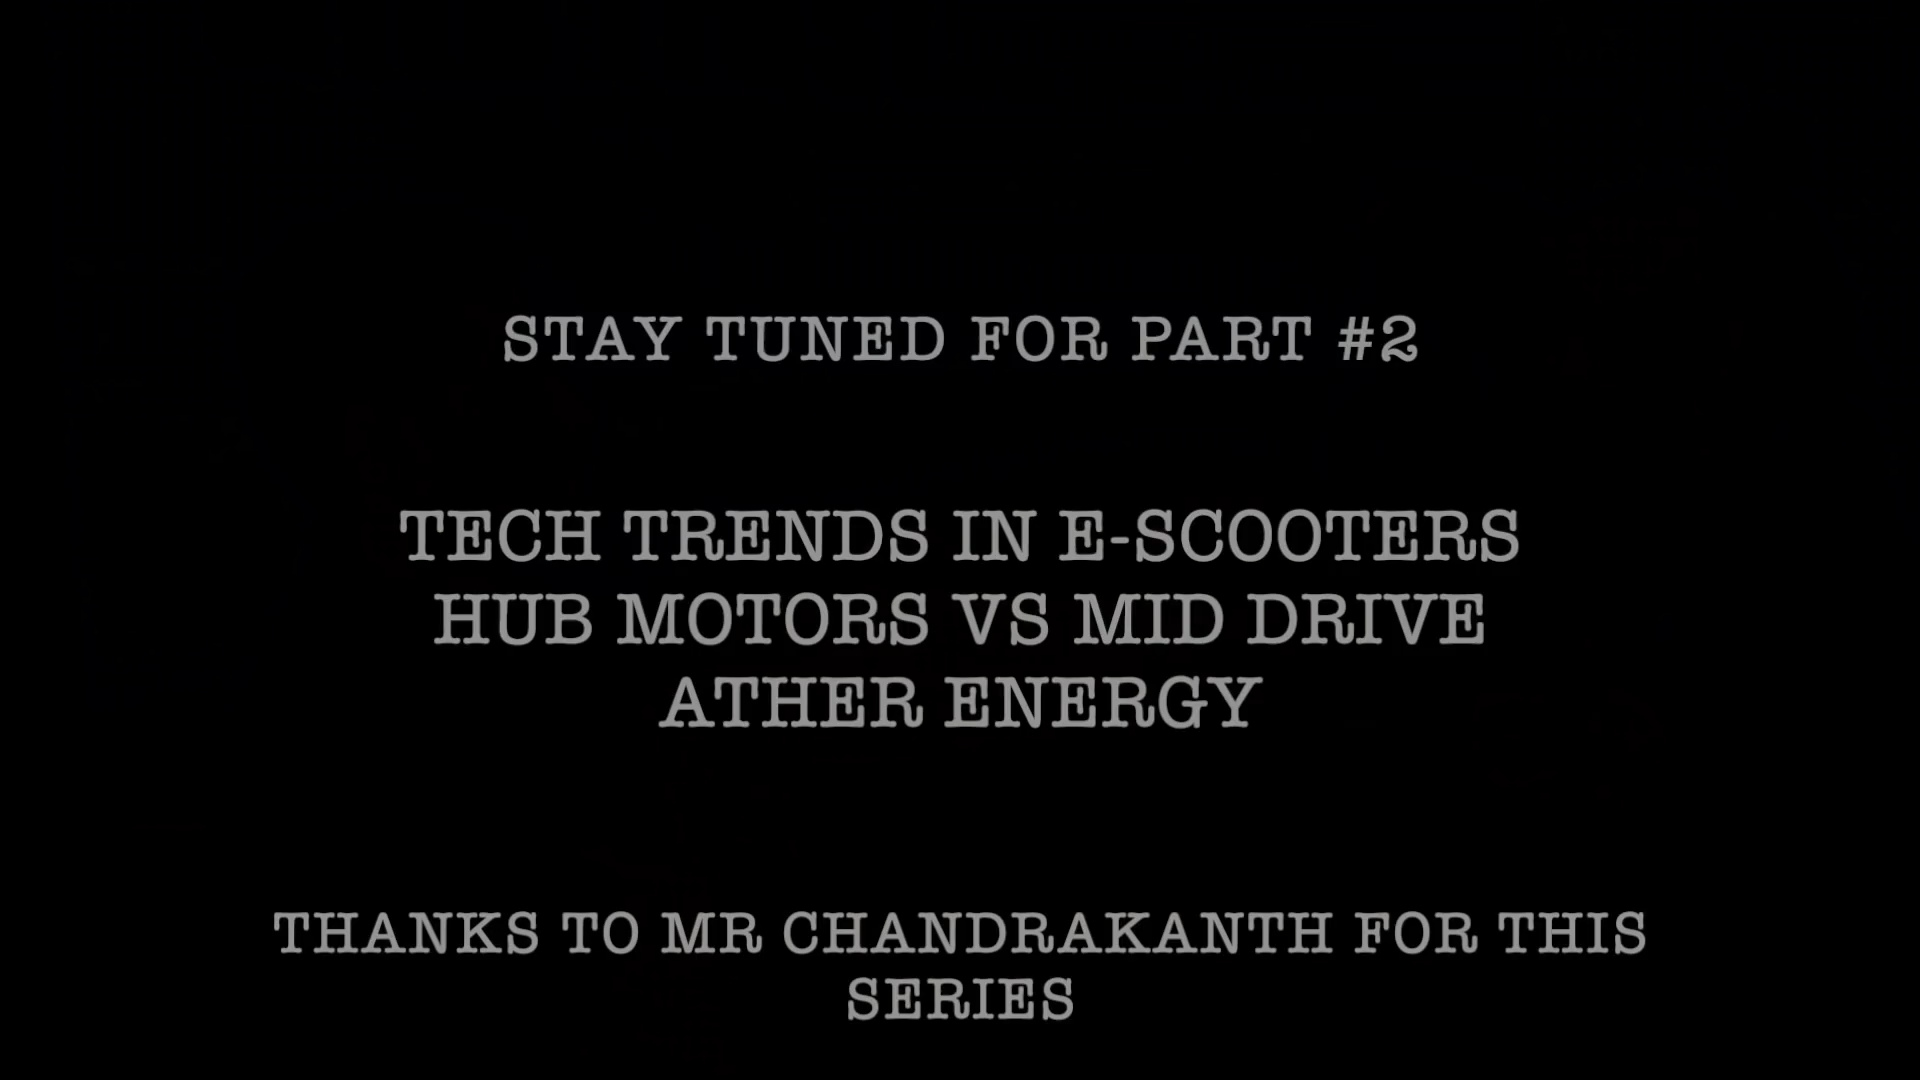 STAY TUNED FOR PART #2
TECH TRENDS IN E-SCOOTERS
HUB MOTORS VS MID DRIVE
ATHER ENERGY
THANKS TO MR CHANDRAKANTH FOR THIS
SERIES